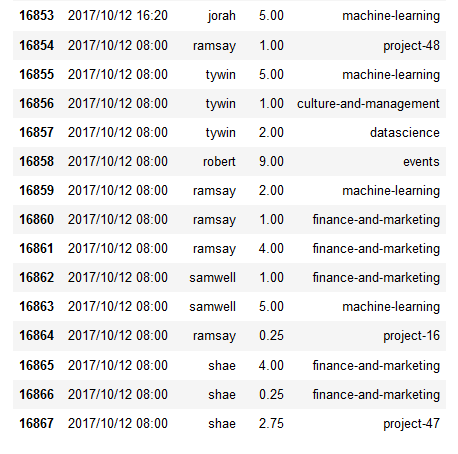 16853 2017/10/12 16:20 jorah 5.00 machine-learning
16854 2017/10/12 08:00 ramsay 1.00 project-48
16855 2017/10/12 08:00 tywin 5.00 machine-learning
16856 2017/10/12 08:00 tywin 1.00 culture-and-management
16857 2017/10/12 08:00 tywin 2.00 datascience
16858 2017/10/12 08:00 robert 9.00 events
16859 2017/10/12 08:00 ramsay 2.00 machine-learning
16860 2017/10/12 08:00 ramsay 1.00 finance-and-marketing
16861 2017/10/12 08:00 ramsay 4.00 finance-and-marketing
16862 2017/10/12 08:00 samwell 1.00 finance-and-marketing
16863 2017/10/12 08:00 samwell 5.00 machine-learning
16864 2017/10/12 08:00 ramsay 0.25 project-16
16865 2017/10/12 08:00 shae 4.00 finance-and-marketing
16866 2017/10/12 08:00 shae 0.25 finance-and-marketing
16867 2017/10/12 08:00 shae 2.75 project-47